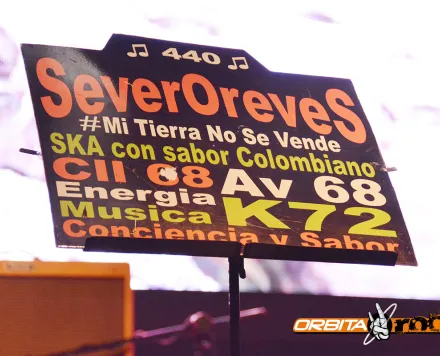 ♫ 440 ♫
SeverOreveS
#Mi Tierra No Se Vende
SKA con sabor Colombiano
Cll 68 Av 68
Energia
Musica K72
Conciencia y Sabor
ORBITA rock